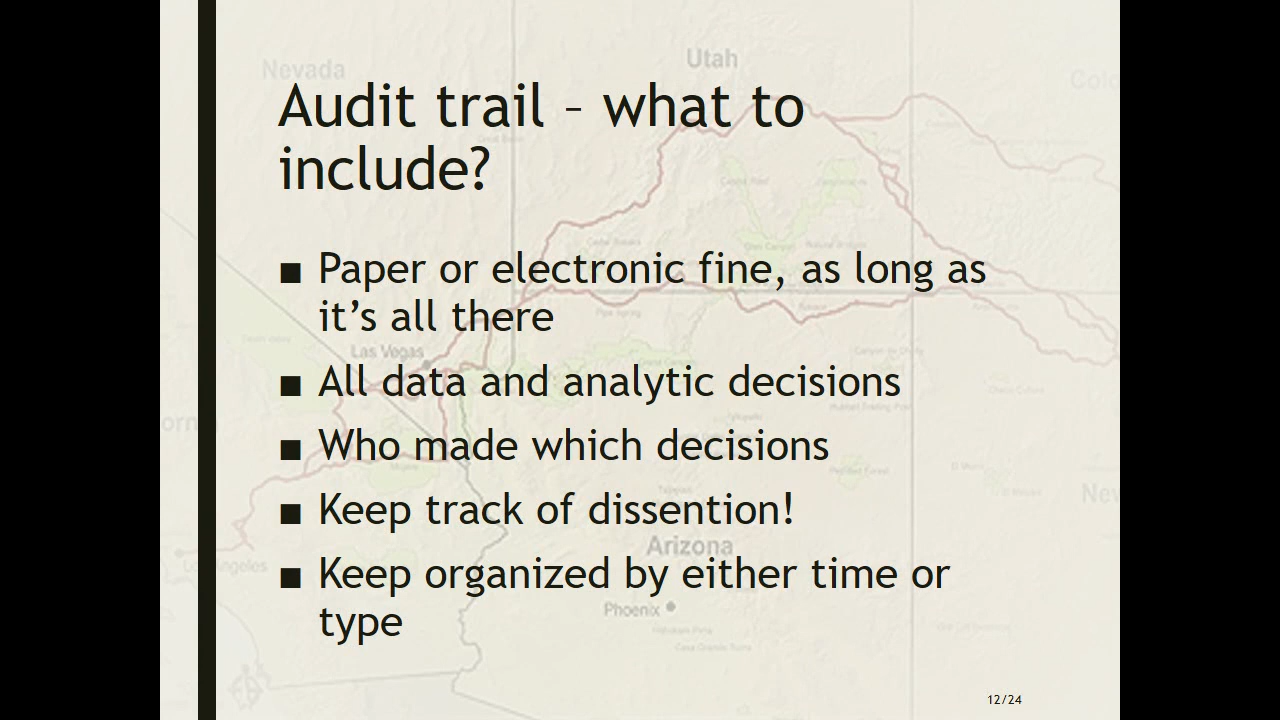 Nevada
Utah
Audit trail – what to
include?
■ Paper or electronic fine, as long as
it’s all there
Las Vegas
■ All data and analytic decisions
■ Who made which decisions
■ Keep track of dissention!
Arizona
Los Angeles
■ Keep organized by either time or
Phoenix
type
12/24